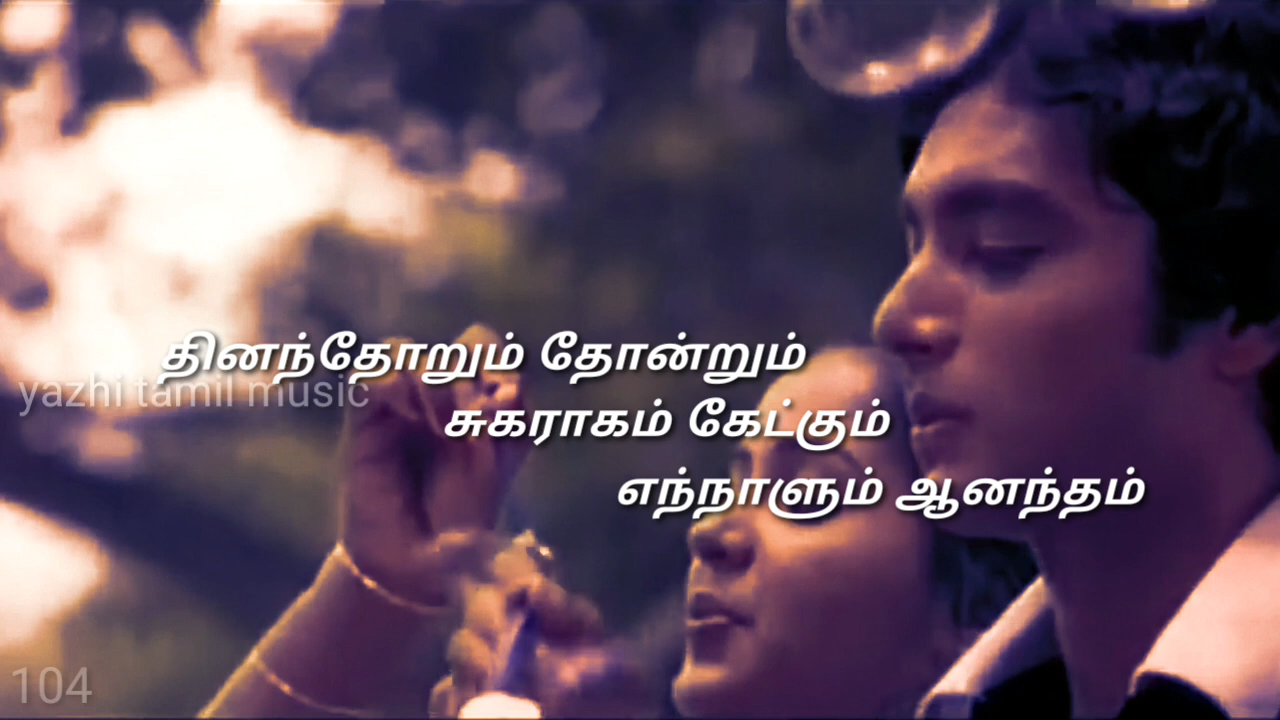 தினந்தோறும் தோன்றும்
yazhi tamil music
சுகராகம் கேட்கும்
எந்நாளும் ஆனந்தம்
104